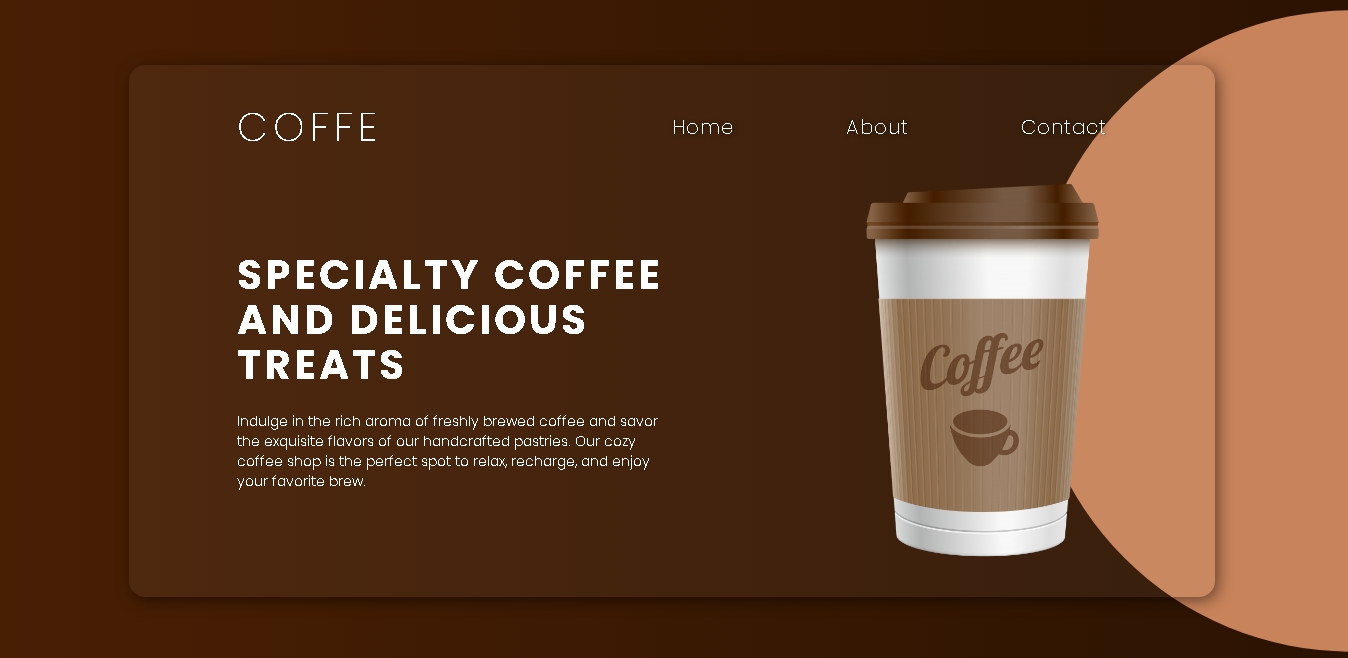 COFFE
Home
About
Contact
SPECIALTY COFFEE
AND DELICIOUS
TREATS
Indulge in the rich aroma of freshly brewed coffee and savor
the exquisite flavors of our handcrafted pastries. Our cozy
coffee shop is the perfect spot to relax, recharge, and enjoy
your favorite brew.
Coffee